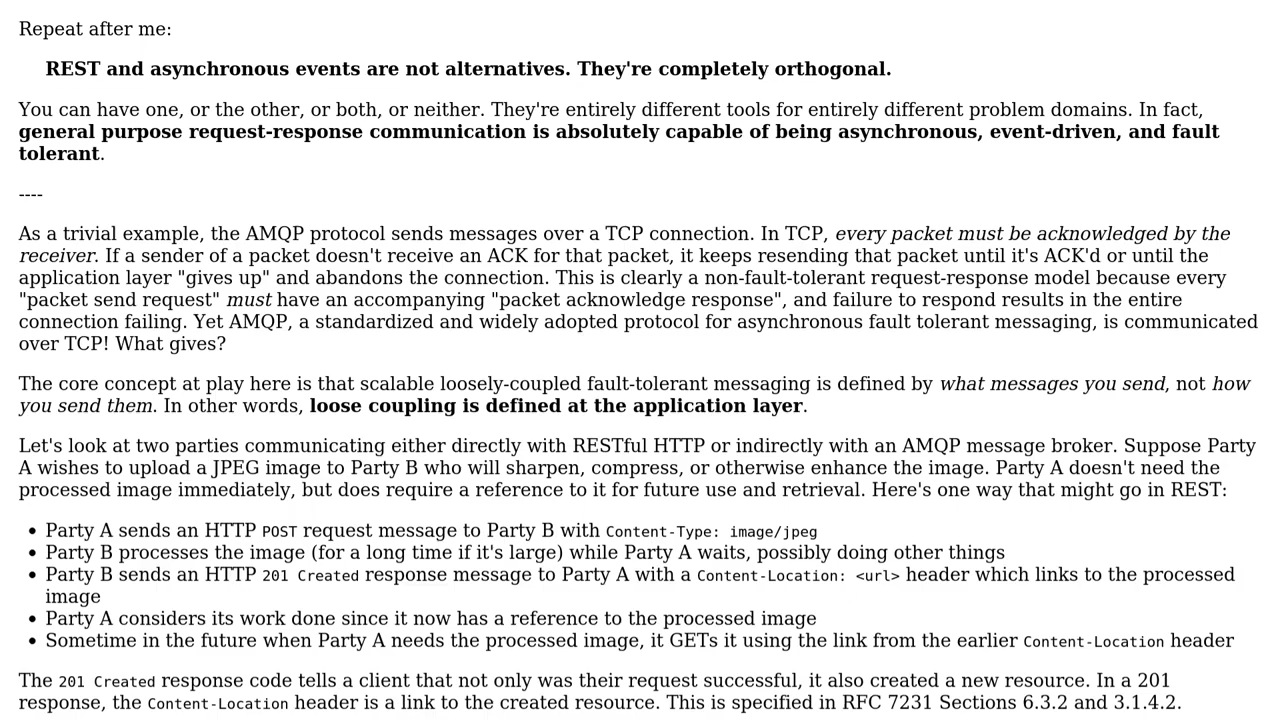 Repeat after me:
REST and asynchronous events are not alternatives. They're completely orthogonal.
You can have one, or the other, or both, or neither. They're entirely different tools for entirely different problem domains. In fact,
general purpose request-response communication is absolutely capable of being asynchronous, event-driven, and fault
tolerant.
----
As a trivial example, the AMQP protocol sends messages over a TCP connection. In TCP, every packet must be acknowledged by the
receiver. If a sender of a packet doesn't receive an ACK for that packet, it keeps resending that packet until it's ACK'd or until the
application layer "gives up" and abandons the connection. This is clearly a non-fault-tolerant request-response model because every
"packet send request" must have an accompanying "packet acknowledge response", and failure to respond results in the entire
connection failing. Yet AMQP, a standardized and widely adopted protocol for asynchronous fault tolerant messaging, is communicated
over TCP! What gives?
The core concept at play here is that scalable loosely-coupled fault-tolerant messaging is defined by what messages you send, not how
you send them. In other words, loose coupling is defined at the application layer.
Let's look at two parties communicating either directly with RESTful HTTP or indirectly with an AMQP message broker. Suppose Party
A wishes to upload a JPEG image to Party B who will sharpen, compress, or otherwise enhance the image. Party A doesn't need the
processed image immediately, but does require a reference to it for future use and retrieval. Here's one way that might go in REST:
• Party A sends an HTTP POST request message to Party B with Content-Type: image/jpeg
• Party B processes the image (for a long time if it's large) while Party A waits, possibly doing other things
• Party B sends an HTTP 201 Created response message to Party A with a Content-Location: <url> header which links to the processed
image
• Party A considers its work done since it now has a reference to the processed image
• Sometime in the future when Party A needs the processed image, it GETs it using the link from the earlier Content-Location header
The 201 Created response code tells a client that not only was their request successful, it also created a new resource. In a 201
response, the Content-Location header is a link to the created resource. This is specified in RFC 7231 Sections 6.3.2 and 3.1.4.2.